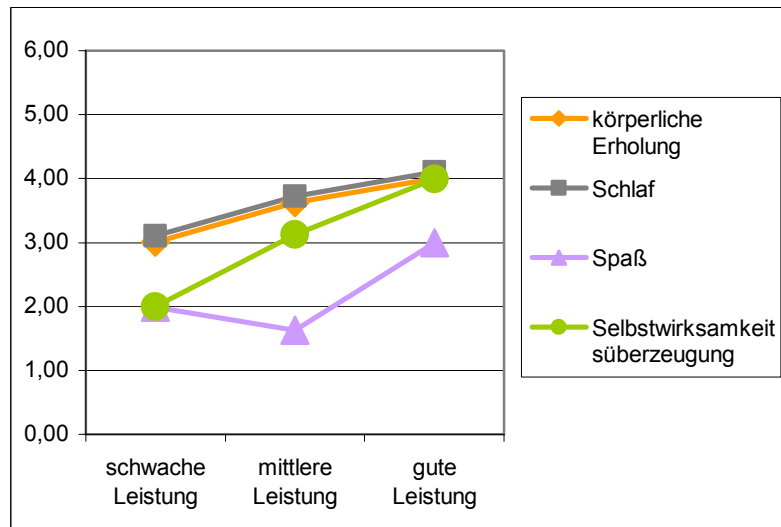 6,00
5,00
4,00
3,00
2,00
1,00
0,00
schwache
Leistung
mittlere
Leistung
gute
Leistung
körperliche
Erholung
Schlaf
Spaß
Selbstwirksamkeit
süberzeugung